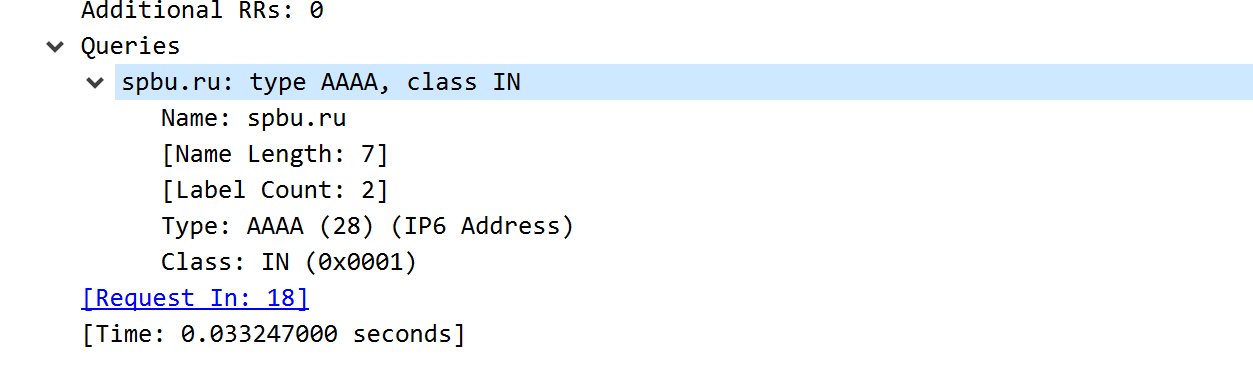 Additional RRs: 0
Queries
spbu.ru: type AAAA, class IN
Name: spbu.ru
[Name Length: 7]
[Label Count: 2]
Type: AAAA (28) (IP6 Address)
Class: IN (0x0001)
[Request In: 18]
[Time: 0.033247000 seconds]